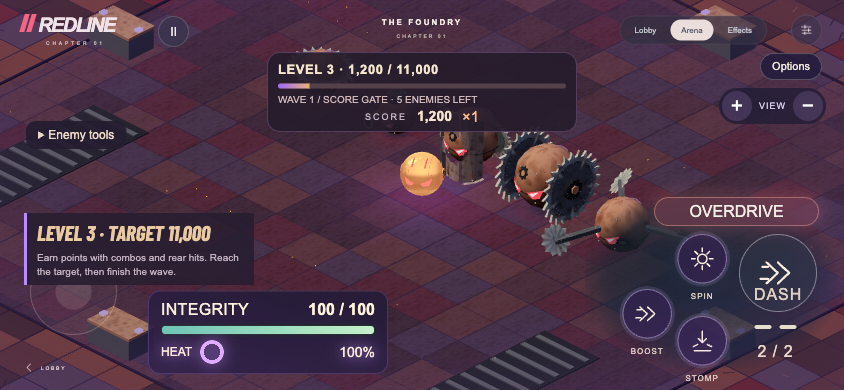 REDLINE
CHAPTER 01
THE FOUNDRY
CHAPTER 01
Lobby
Arena
Effects
Options
+ VIEW −
LEVEL 3 · 1,200 / 11,000
WAVE 1 / SCORE GATE · 5 ENEMIES LEFT
SCORE 1,200 ×1
Enemy tools
LEVEL 3 · TARGET 11,000
Earn points with combos and rear hits. Reach
the target, then finish the wave.
OVERDRIVE
SPIN
DASH
BOOST
STOMP
2 / 2
INTEGRITY 100 / 100
HEAT 100%
LOBBY